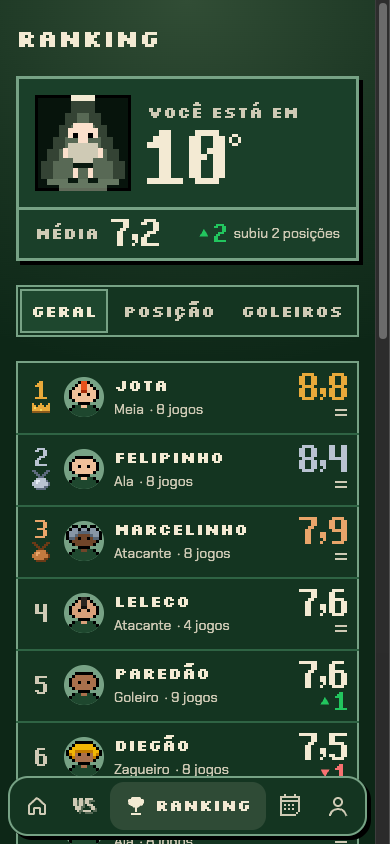 RANKING
VOCÊ ESTÁ EM
10°
MÉDIA 7,2 ▲2 subiu 2 posições
GERAL POSIÇÃO GOLEIROS
1 JOTA 8,8
Meia · 8 jogos =
2 FELIPINHO 8,4
Ala · 8 jogos =
3 MARCELINHO 7,9
Atacante · 8 jogos =
4 LELECO 7,6
Atacante · 4 jogos =
5 PAREDÃO 7,6
Goleiro · 9 jogos ▲1
6 DIEGÃO 7,5
Zagueiro · 8 jogos ▼1
VS RANKING
Ala · 8 jogos